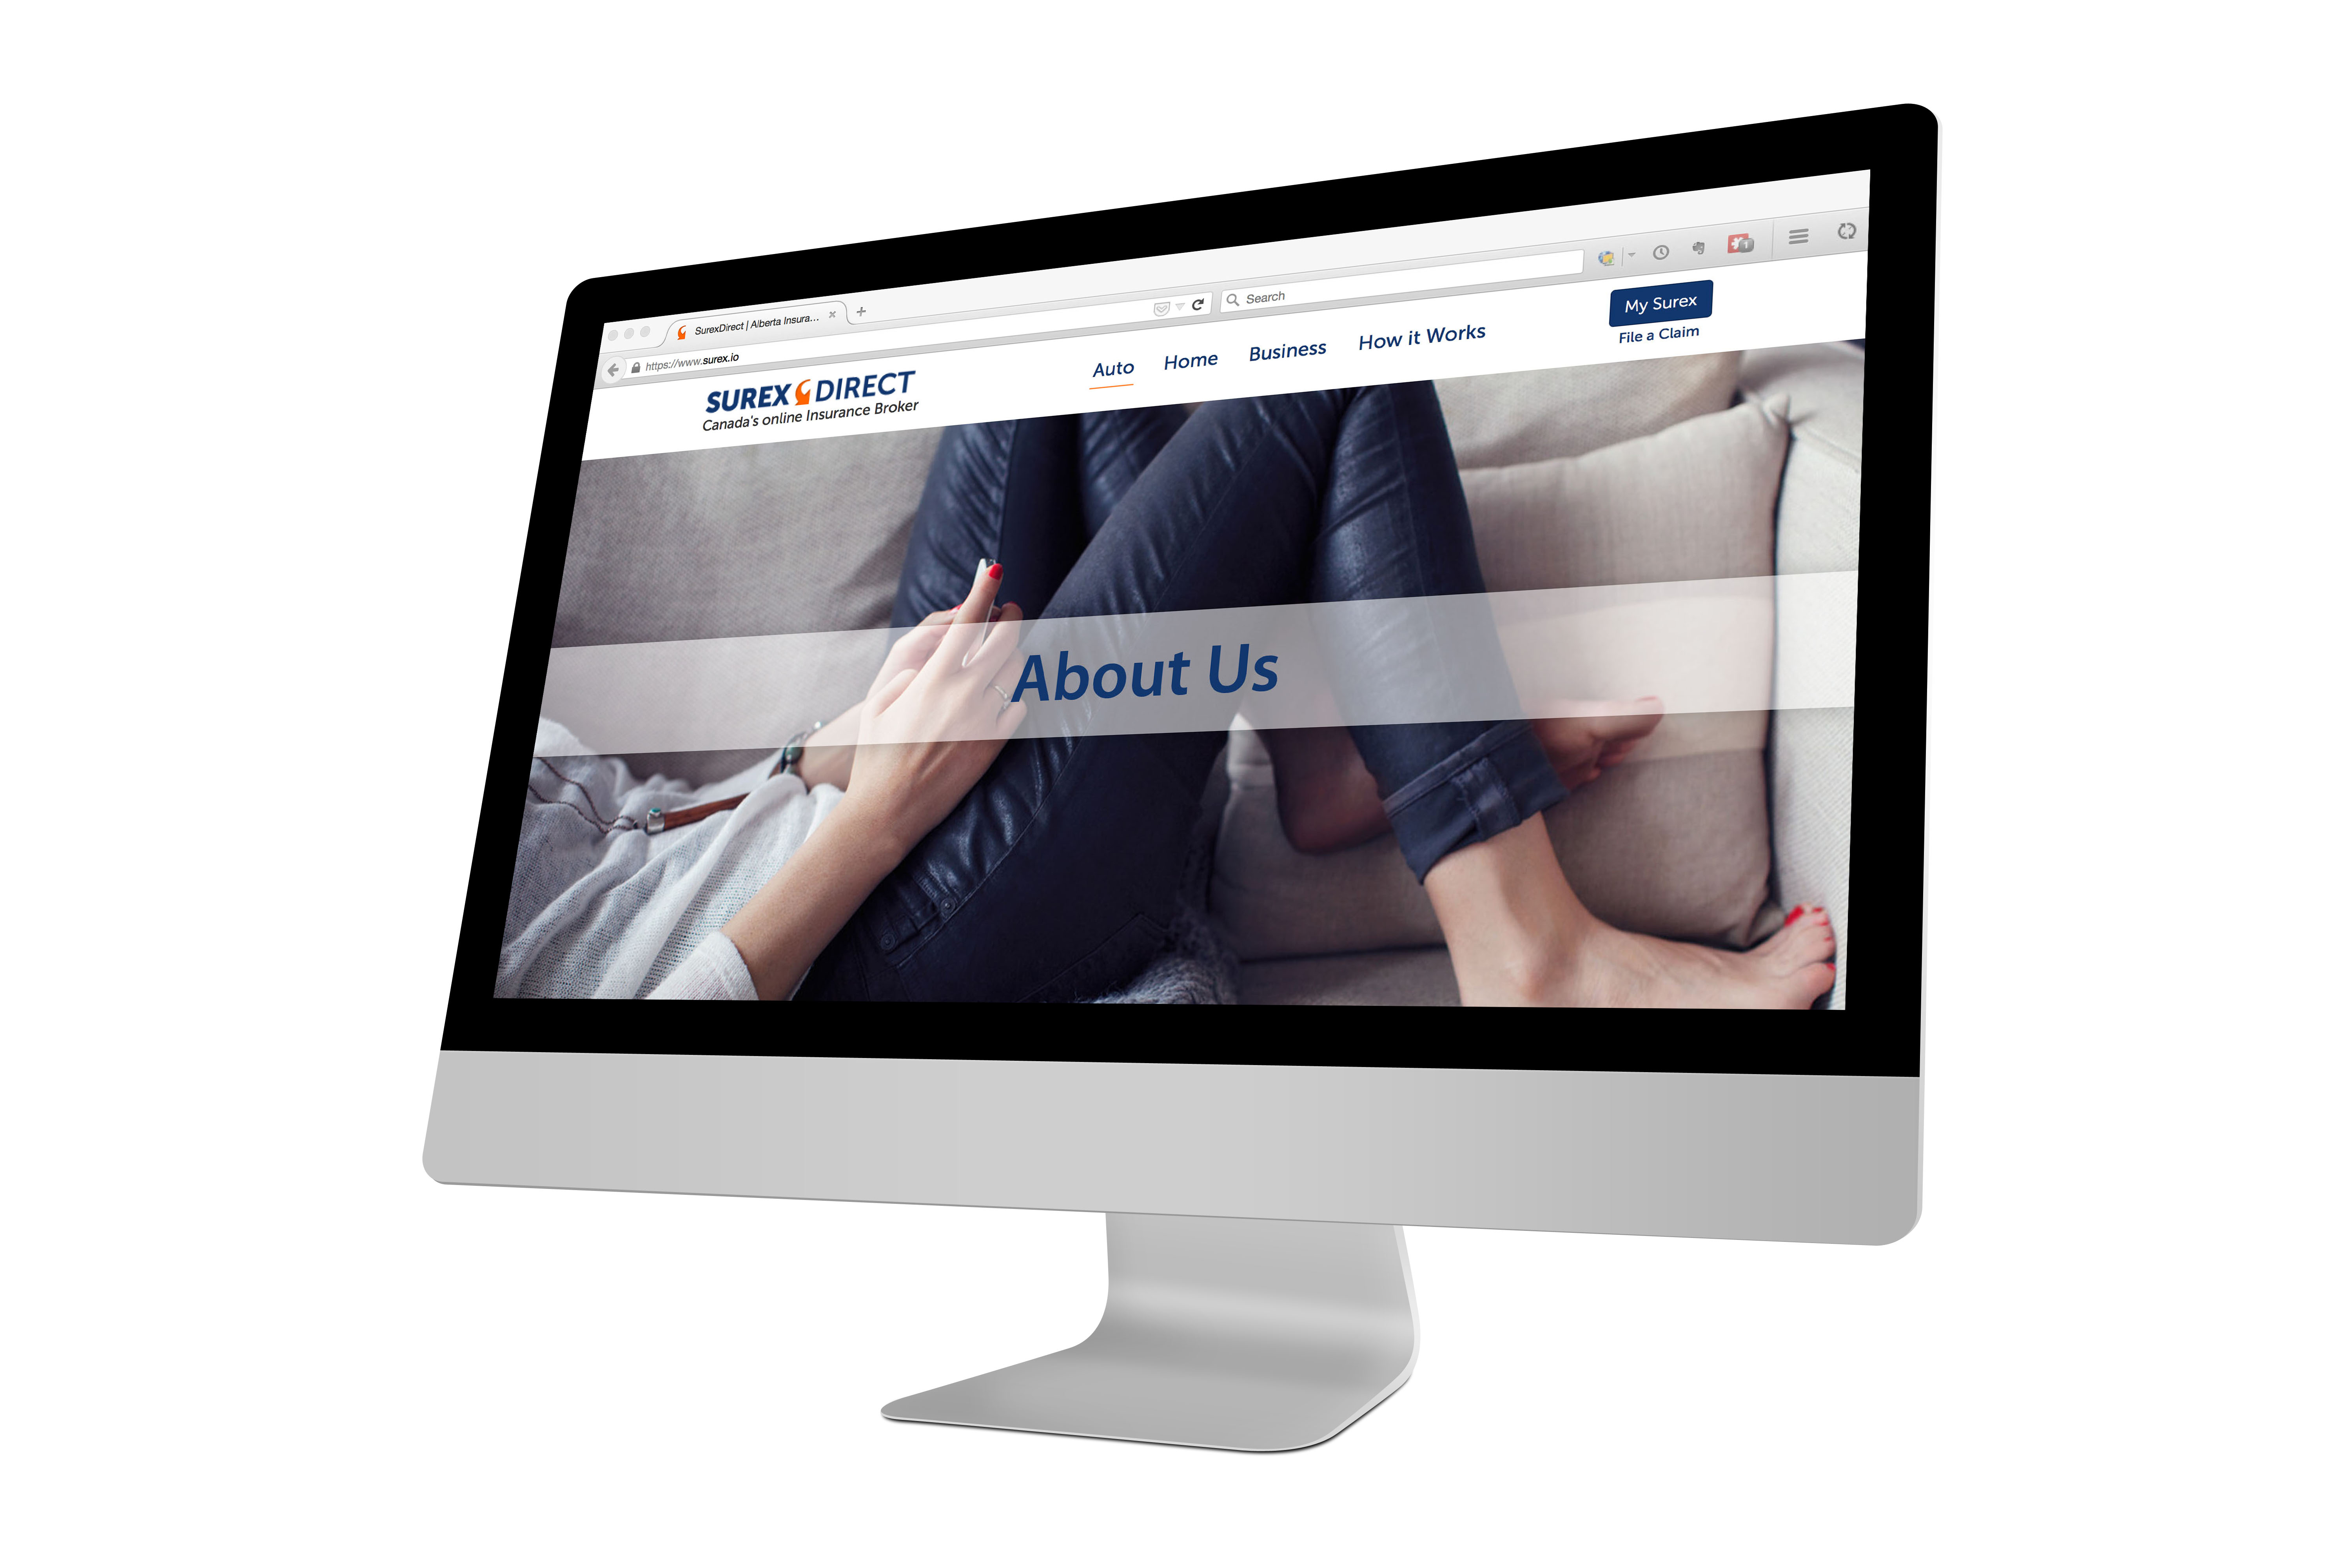 SurexDirect | Alberta Insura...
https://www.surex.io
Search
SUREX DIRECT
Canada's online Insurance Broker
Auto
Home
Business
How it Works
My Surex
File a Claim
About Us
1